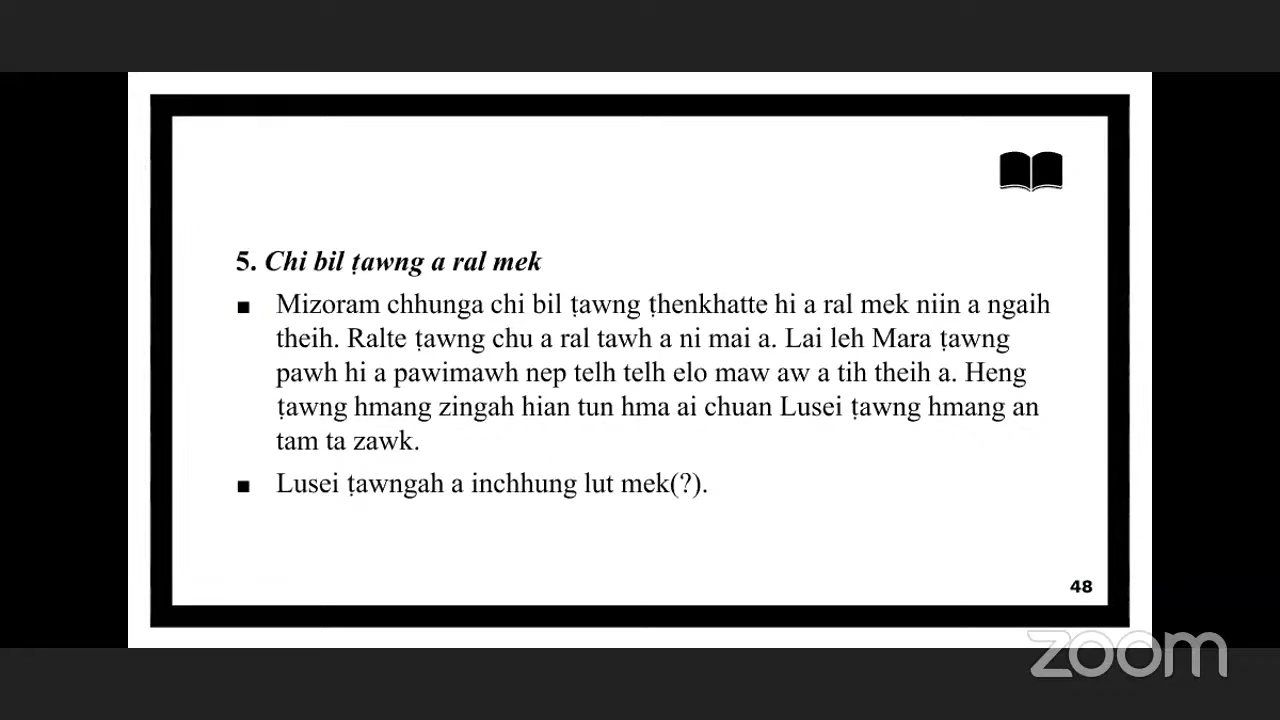 5. Chi bil ṭawng a ral mek
■ Mizoram chhunga chi bil ṭawng ṭhenkhatte hi a ral mek niin a ngaih
theih. Ralte ṭawng chu a ral tawh a ni mai a. Lai leh Mara ṭawng
pawh hi a pawimawh nep telh telh elo maw aw a tih theih a. Heng
ṭawng hmang zingah hian tun hma ai chuan Lusei ṭawng hmang an
tam ta zawk.
■ Lusei ṭawngah a inchhung lut mek(?).
48
zoom